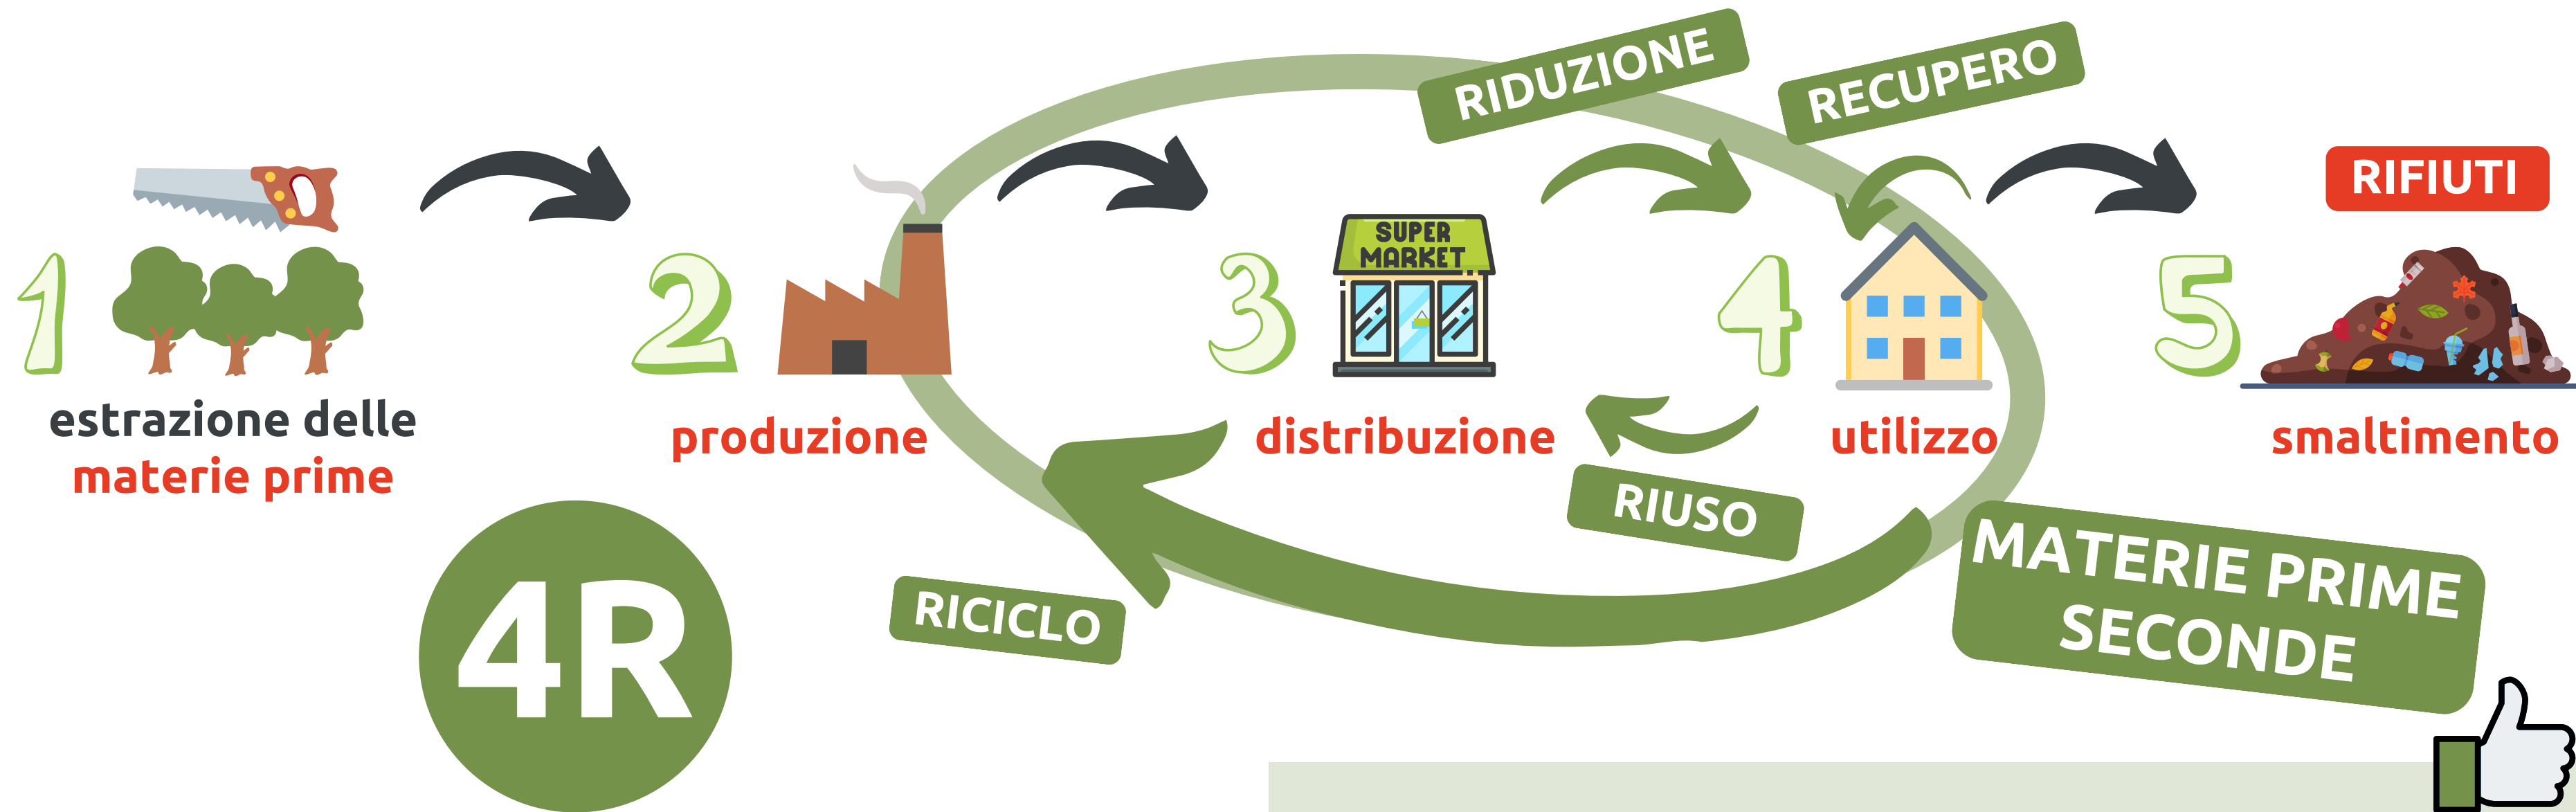 RIDUZIONE
RECUPERO
RIFIUTI
SUPER
MARKET
1
2
3
4
5
estrazione delle
materie prime
produzione
distribuzione
utilizzo
smaltimento
RIUSO
RICICLO
4R
MATERIE PRIME
SECONDE